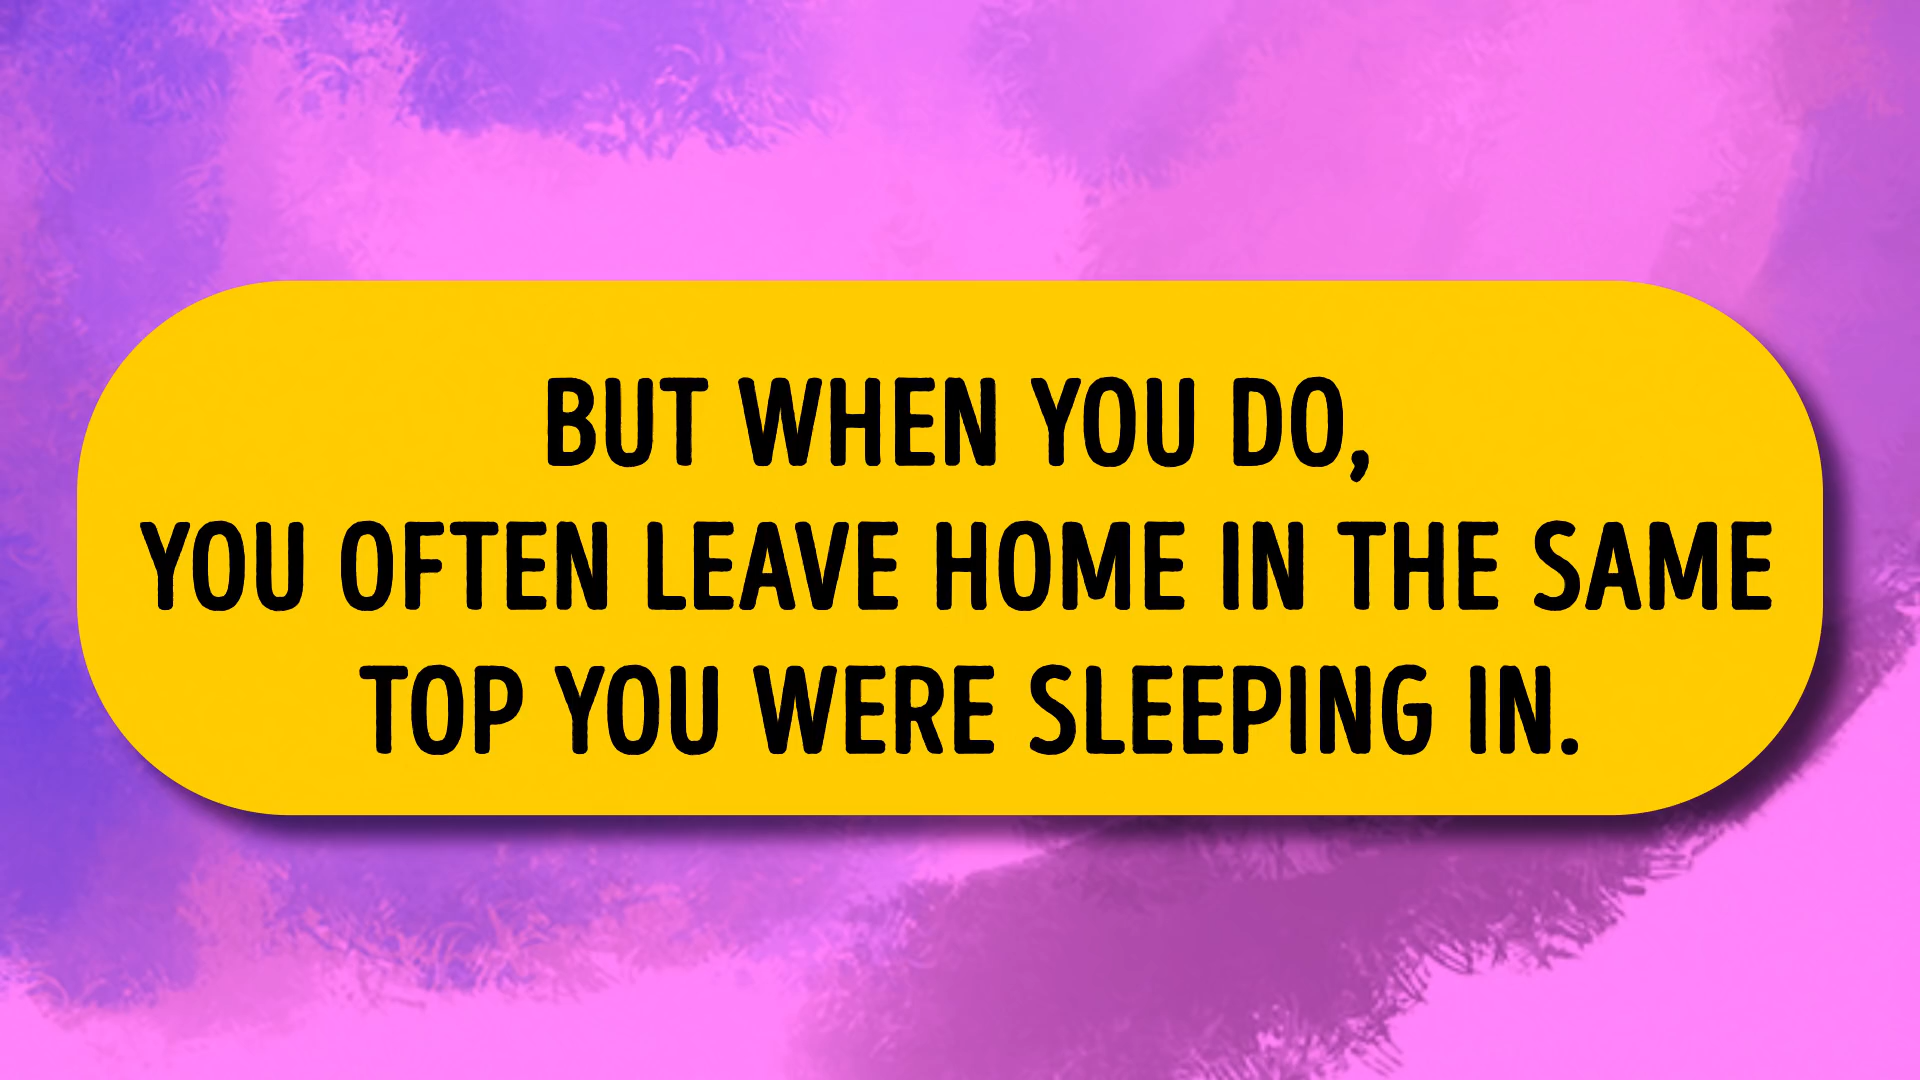 BUT WHEN YOU DO,
YOU OFTEN LEAVE HOME IN THE SAME
TOP YOU WERE SLEEPING IN.